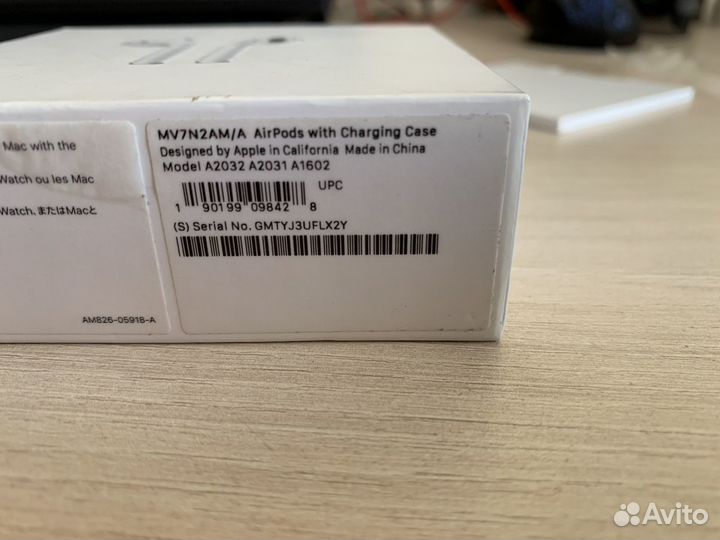 Mac with the
Watch ou les Mac
Watch. またはMacと
AM826-05918-A
MV7N2AM/A AirPods with Charging Case
Designed by Apple in California Made in China
Model A2032 A2031 A1602
UPC
1 90199 09842 8
(S) Serial No. GMTYJ3UFLX2Y
Avito